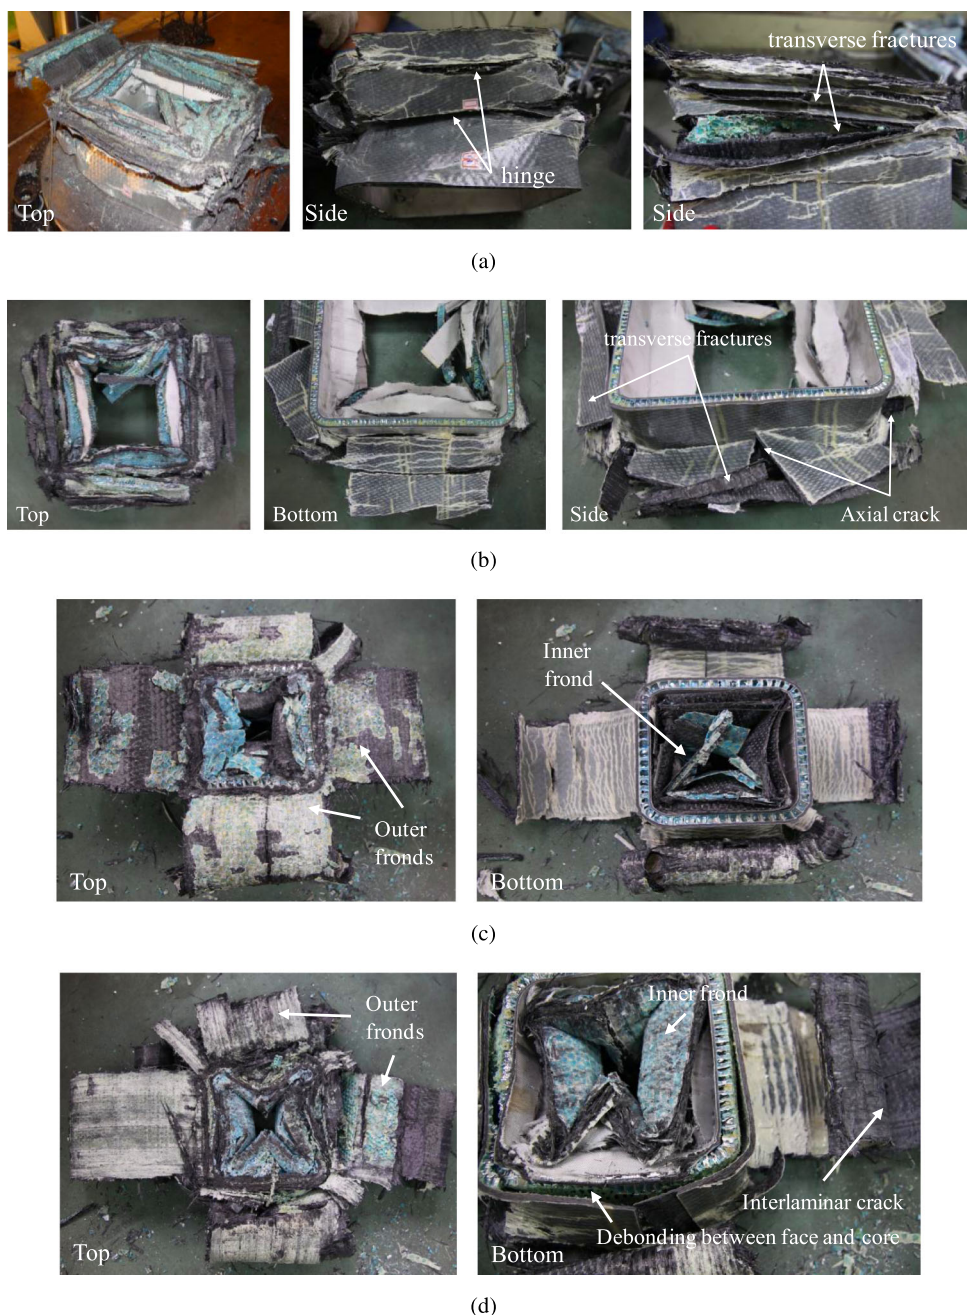 transverse fractures
hinge
Top
Side
Side
(a)
transverse fractures
Top
Bottom
Side
Axial crack
(b)
Inner
frond
Outer
fronds
Top
Bottom
(c)
Outer
fronds
Inner frond
Interlaminar crack
Debonding between face and core
Top
Bottom
(d)